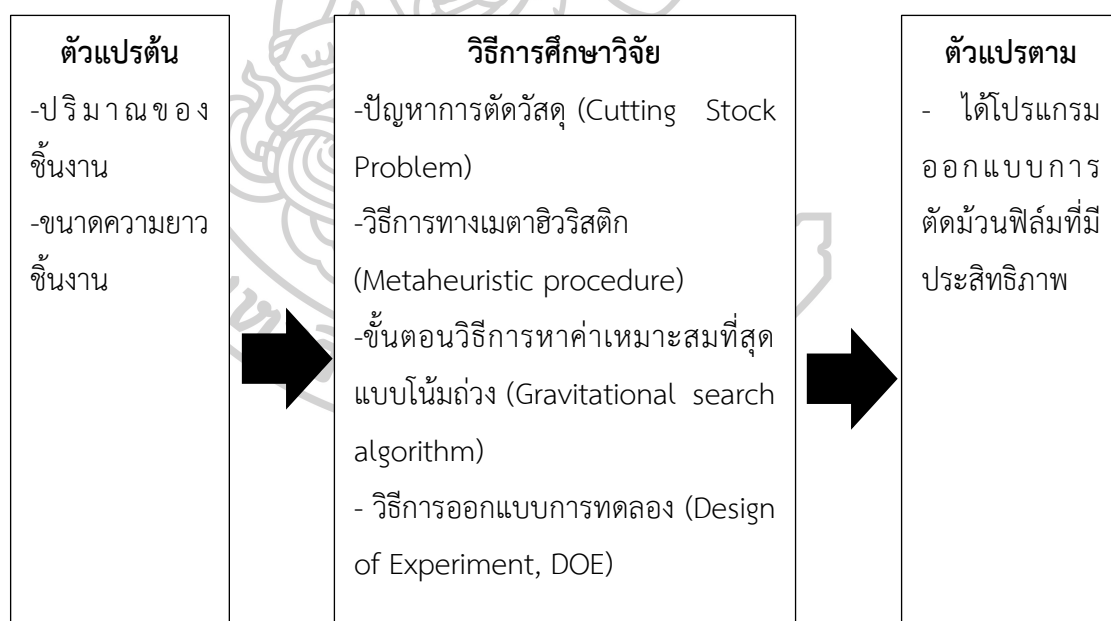 ตัวแปรต้น
-ปริมาณของ
ชิ้นงาน
-ขนาดความยาว
ชิ้นงาน
วิธีการศึกษาวิจัย
-ปัญหาการตัดวัสดุ (Cutting Stock
Problem)
-วิธีการทางเมตาฮิวริสติก
(Metaheuristic procedure)
-ขั้นตอนวิธีการหาค่าเหมาะสมที่สุด
แบบโน้มถ่วง (Gravitational search
algorithm)
- วิธีการออกแบบการทดลอง (Design
of Experiment, DOE)
ตัวแปรตาม
- ได้โปรแกรม
ออกแบบการ
ตัดม้วนฟิล์มที่มี
ประสิทธิภาพ